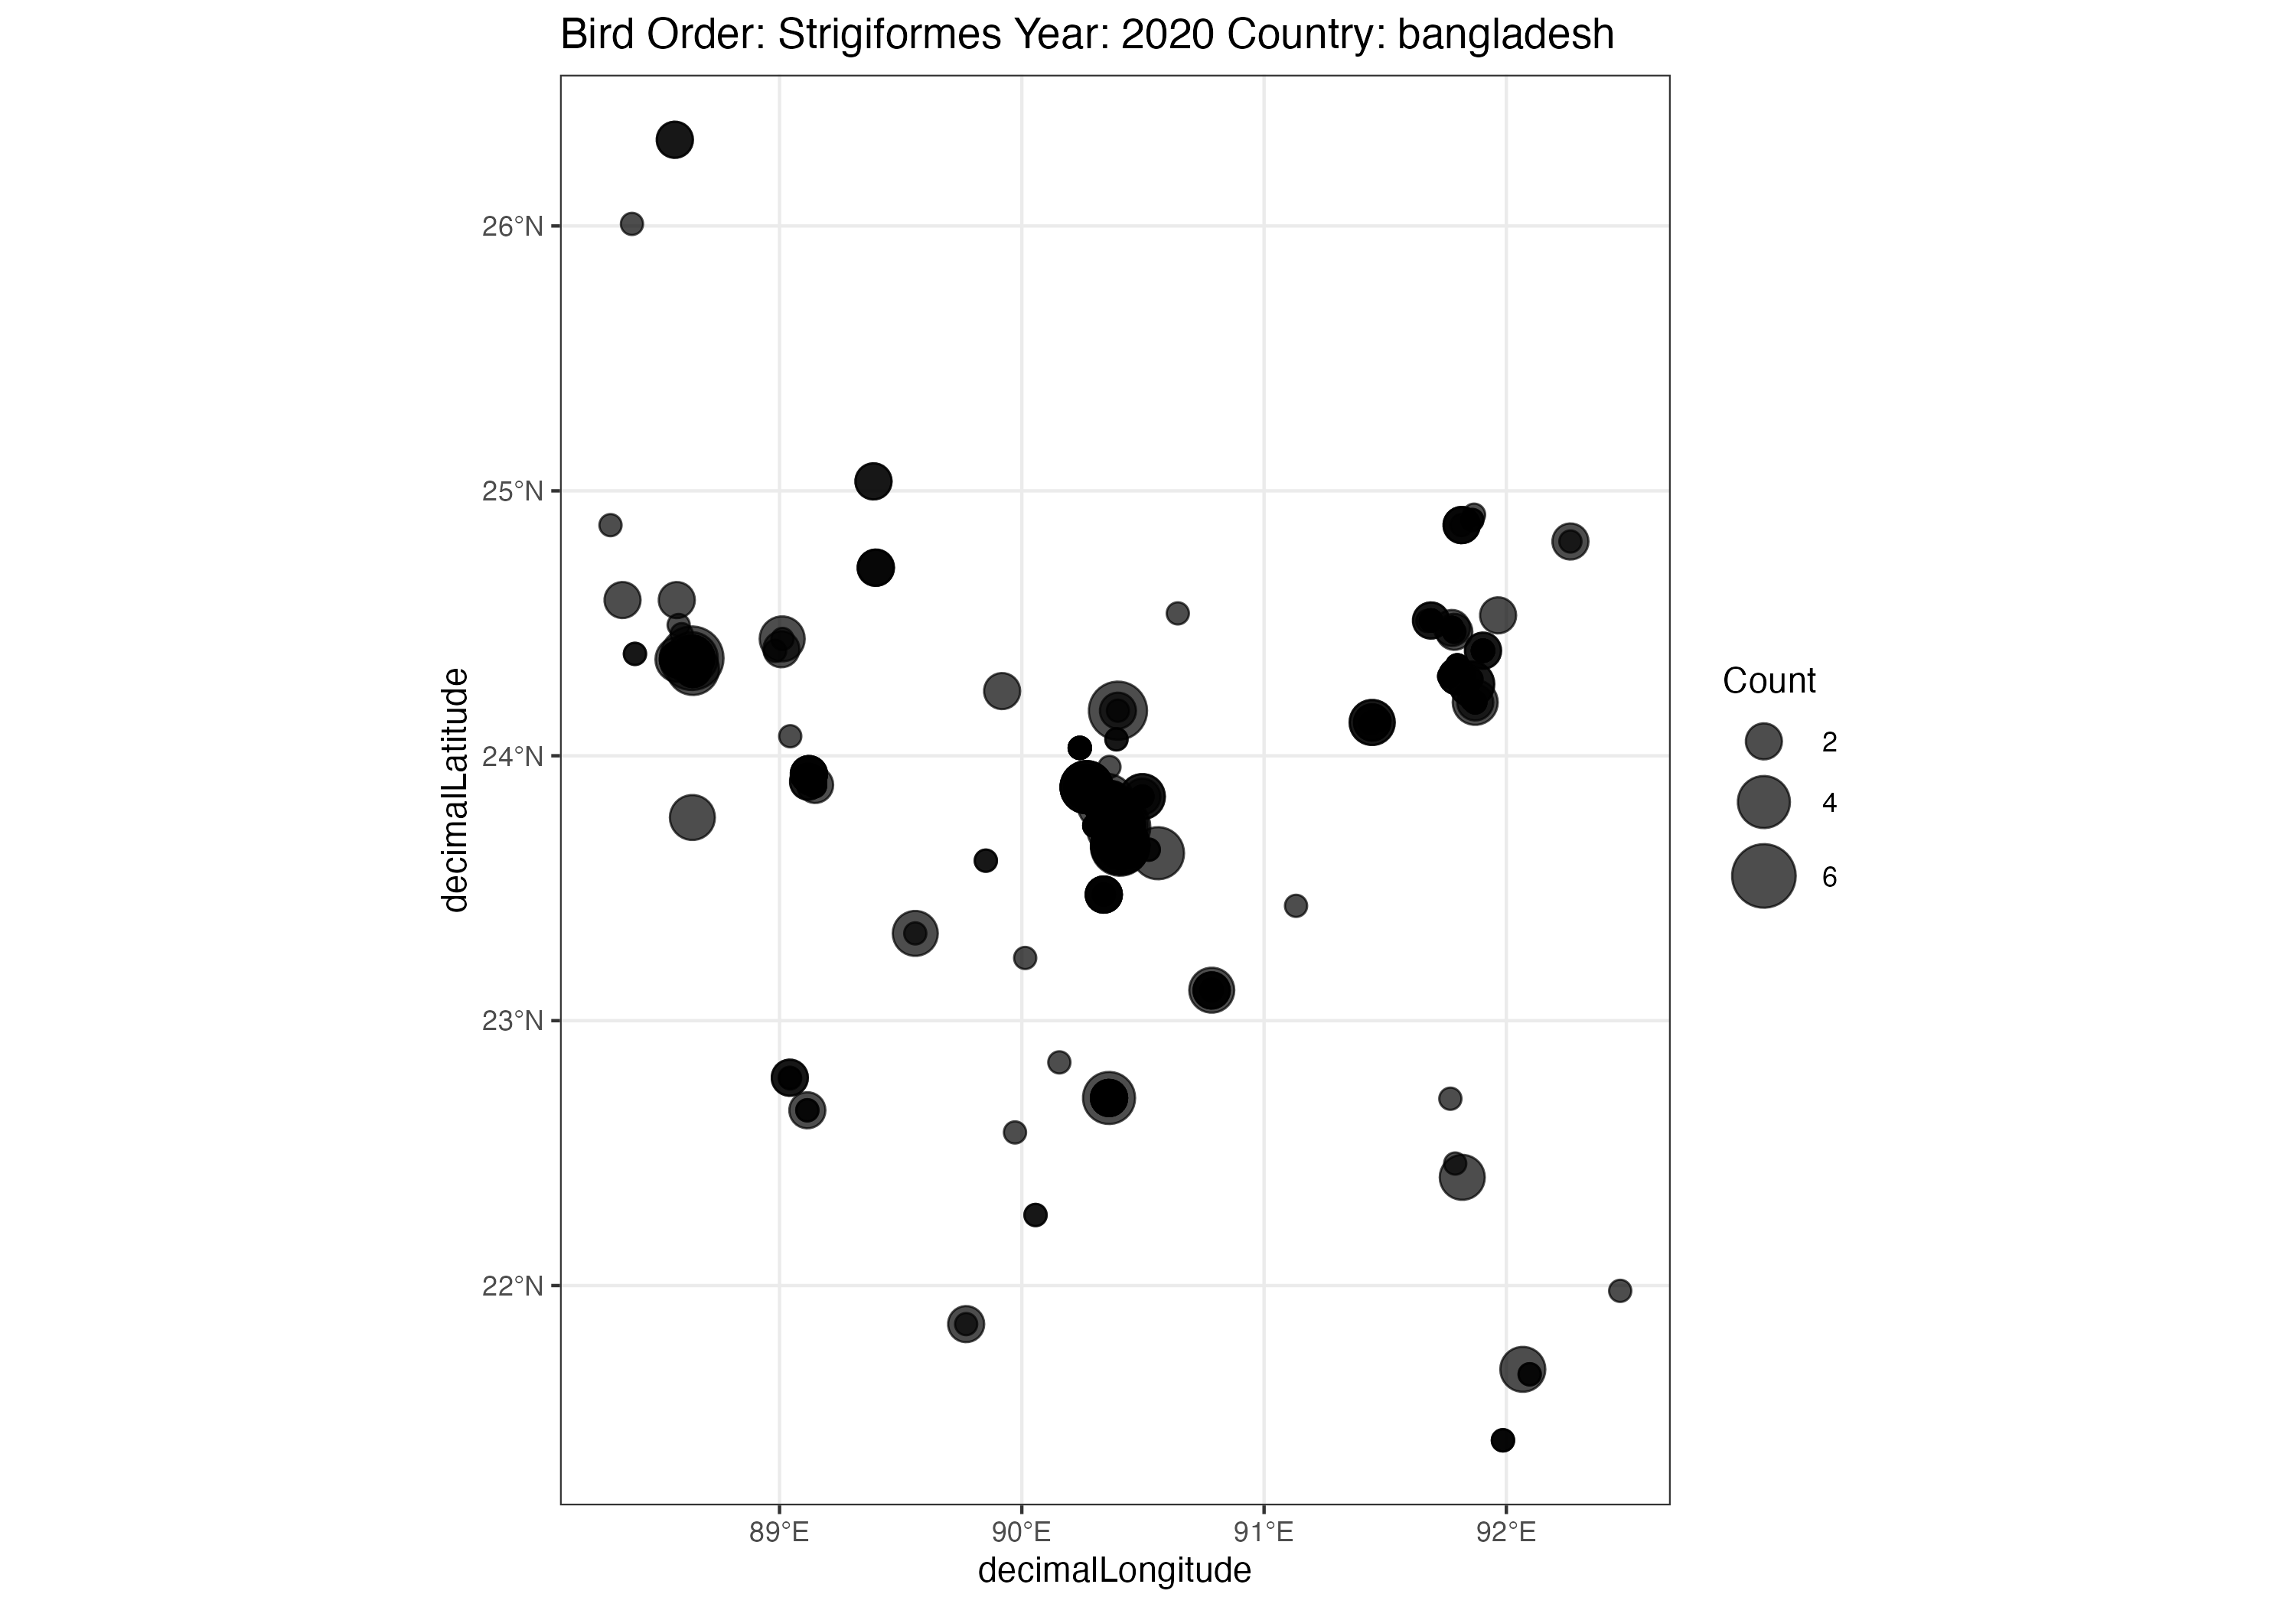 Bird Order: Strigiformes Year: 2020 Country: bangladesh
26°N
25°N
24°N
23°N
22°N
decimalLatitude
89°E 90°E 91°E 92°E
decimalLongitude
Count
2
4
6